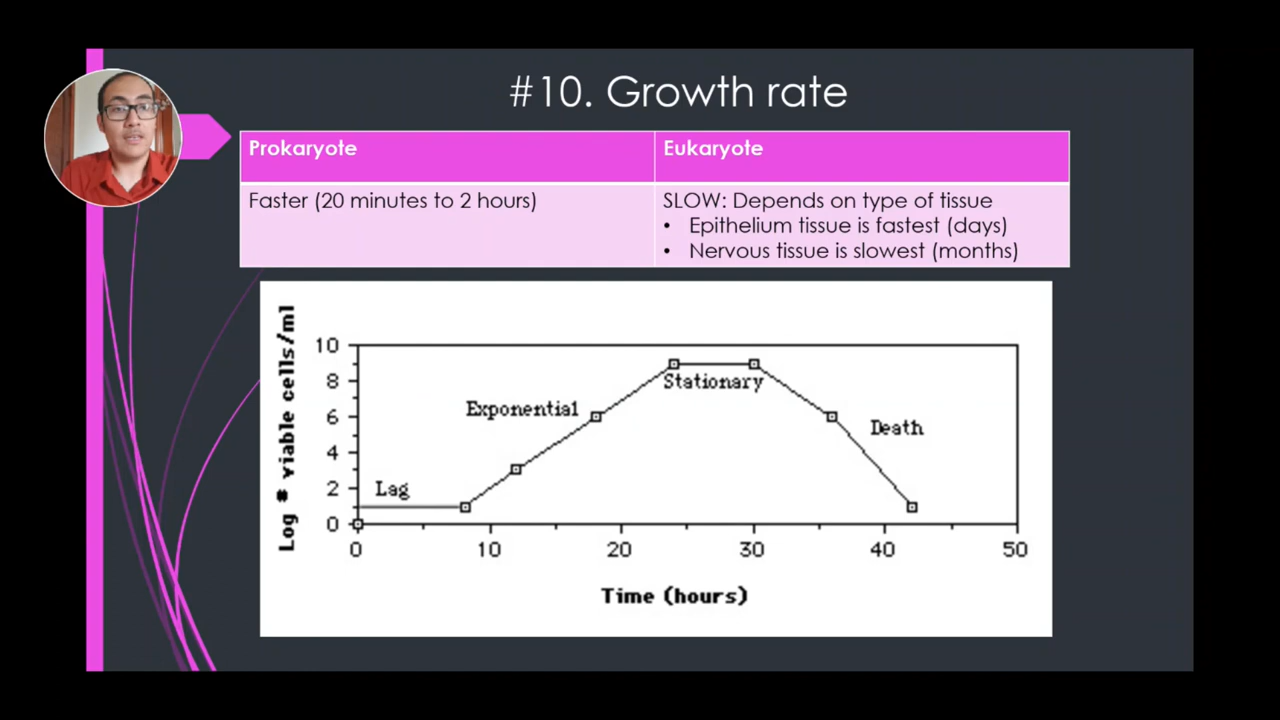 #10. Growth rate
Prokaryote
Eukaryote
Faster (20 minutes to 2 hours)
SLOW: Depends on type of tissue
• Epithelium tissue is fastest (days)
• Nervous tissue is slowest (months)
Log # viable cells/ml
10
8
6
4
2
0
Lag
Exponential
Stationary
Death
0 10 20 30 40 50
Time (hours)